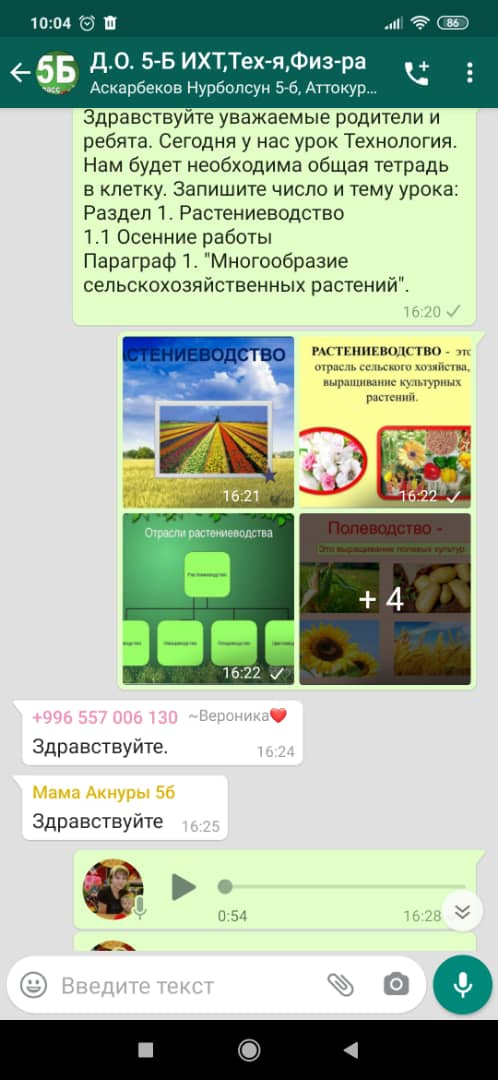 10:04
86
5Б
Д.О. 5-Б ИХТ,Тех-я,Физ-ра
Аскарбеков Нурболсун 5-б, Аттокур...
Здравствуйте уважаемые родители и
ребята. Сегодня у нас урок Технология.
Нам будет необходима общая тетрадь
в клетку. Запишите число и тему урока:
Раздел 1. Растениеводство
1.1 Осенние работы
Параграф 1. "Многообразие
сельскохозяйственных растений".
16:20
СТЕНИЕВОДСТВО
16:21
РАСТЕНИЕВОДСТВО - это
отрасль сельского хозяйства,
выращивание культурных
растений.
16:22
Отрасли растениеводства
Растениеводство
Овощеводство
Плодоводство
Цветовод
16:22
Полеводство -
Это выращивание полевых культур.
+ 4
+996 557 006 130 ~Вероника❤
Здравствуйте.
16:24
Мама Акнуры 5б
Здравствуйте
16:25
0:54
16:28
Введите текст